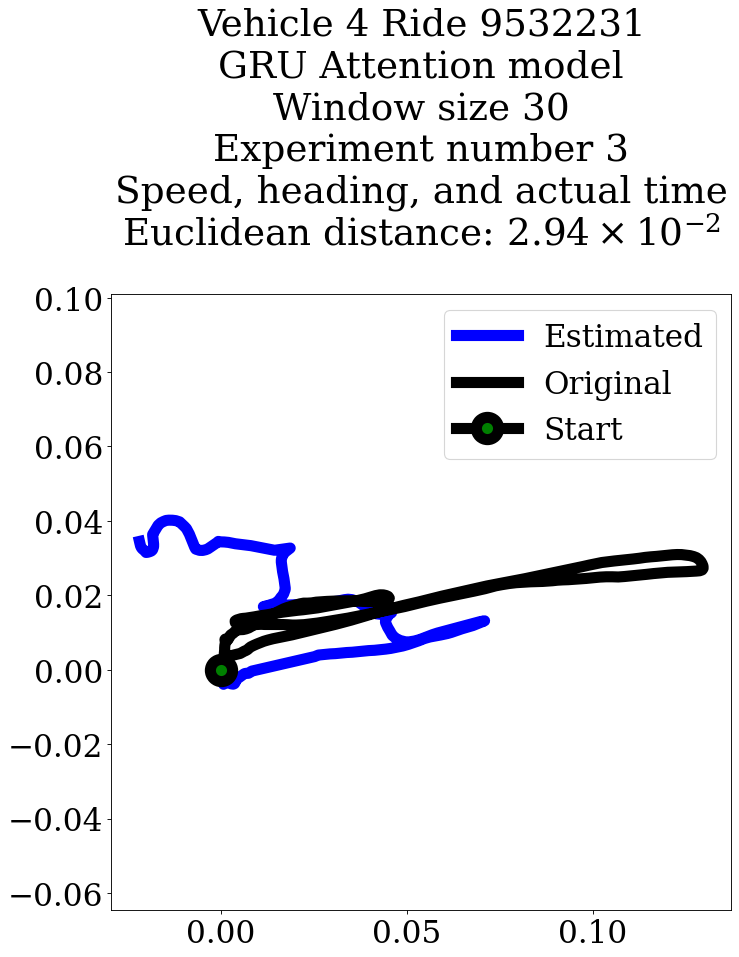 Vehicle 4 Ride 9532231
GRU Attention model
Window size 30
Experiment number 3
Speed, heading, and actual time
Euclidean distance: 2.94 × 10⁻²
0.10
0.08
0.06
0.04
0.02
0.00
−0.02
−0.04
−0.06
Estimated
Original
Start
0.00 0.05 0.10